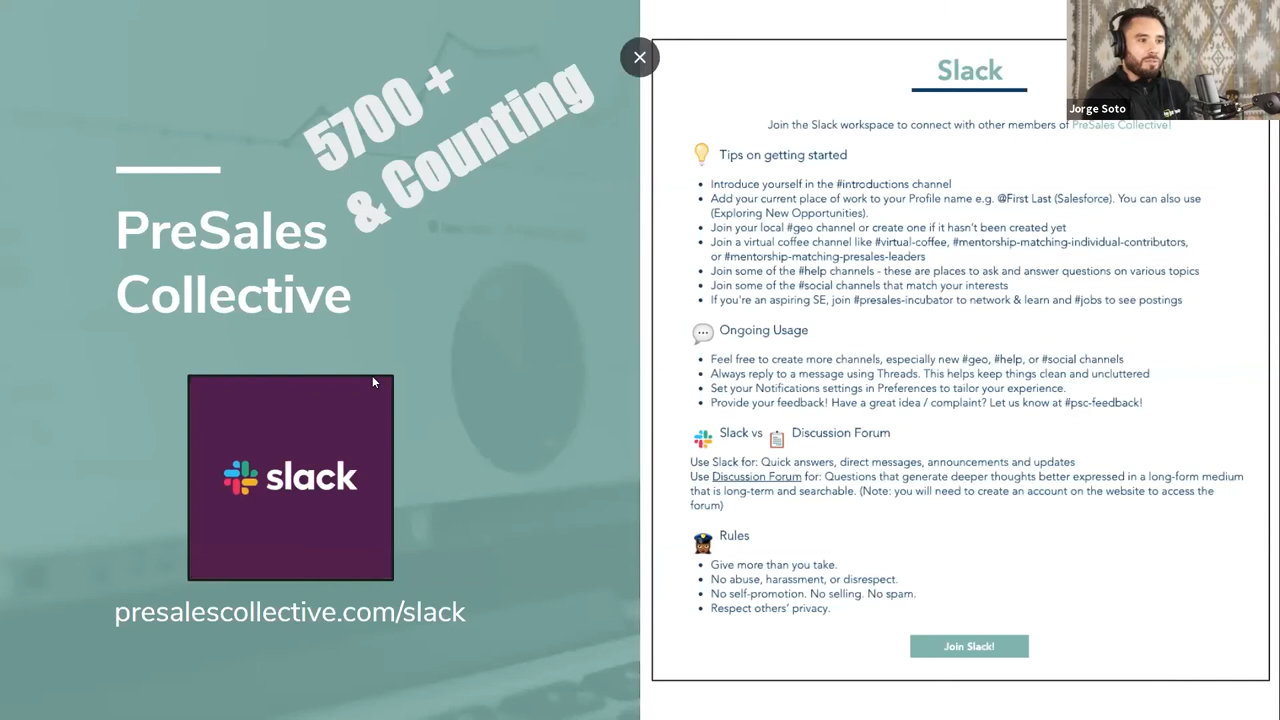 5700 +
& Counting
PreSales
Collective
slack
presalescollective.com/slack
Slack
Jorge Soto
Join the Slack workspace to connect with other members of PreSales Collective!
Tips on getting started
• Introduce yourself in the #introductions channel
• Add your current place of work to your Profile name e.g. @First Last (Salesforce). You can also use
(Exploring New Opportunities).
• Join your local #geo channel or create one if it hasn't been created yet
• Join a virtual coffee channel like #virtual-coffee, #mentorship-matching-individual-contributors,
or #mentorship-matching-presales-leaders
• Join some of the #help channels - these are places to ask and answer questions on various topics
• Join some of the #social channels that match your interests
• If you're an aspiring SE, join #presales-incubator to network & learn and #jobs to see postings
Ongoing Usage
• Feel free to create more channels, especially new #geo, #help, or #social channels
• Always reply to a message using Threads. This helps keep things clean and uncluttered
• Set your Notifications settings in Preferences to tailor your experience.
• Provide your feedback! Have a great idea / complaint? Let us know at #psc-feedback!
Slack vs Discussion Forum
Use Slack for: Quick answers, direct messages, announcements and updates
Use Discussion Forum for: Questions that generate deeper thoughts better expressed in a long-form medium
that is long-term and searchable. (Note: you will need to create an account on the website to access the
forum)
Rules
• Give more than you take.
• No abuse, harassment, or disrespect.
• No self-promotion. No selling. No spam.
• Respect others' privacy.
Join Slack!